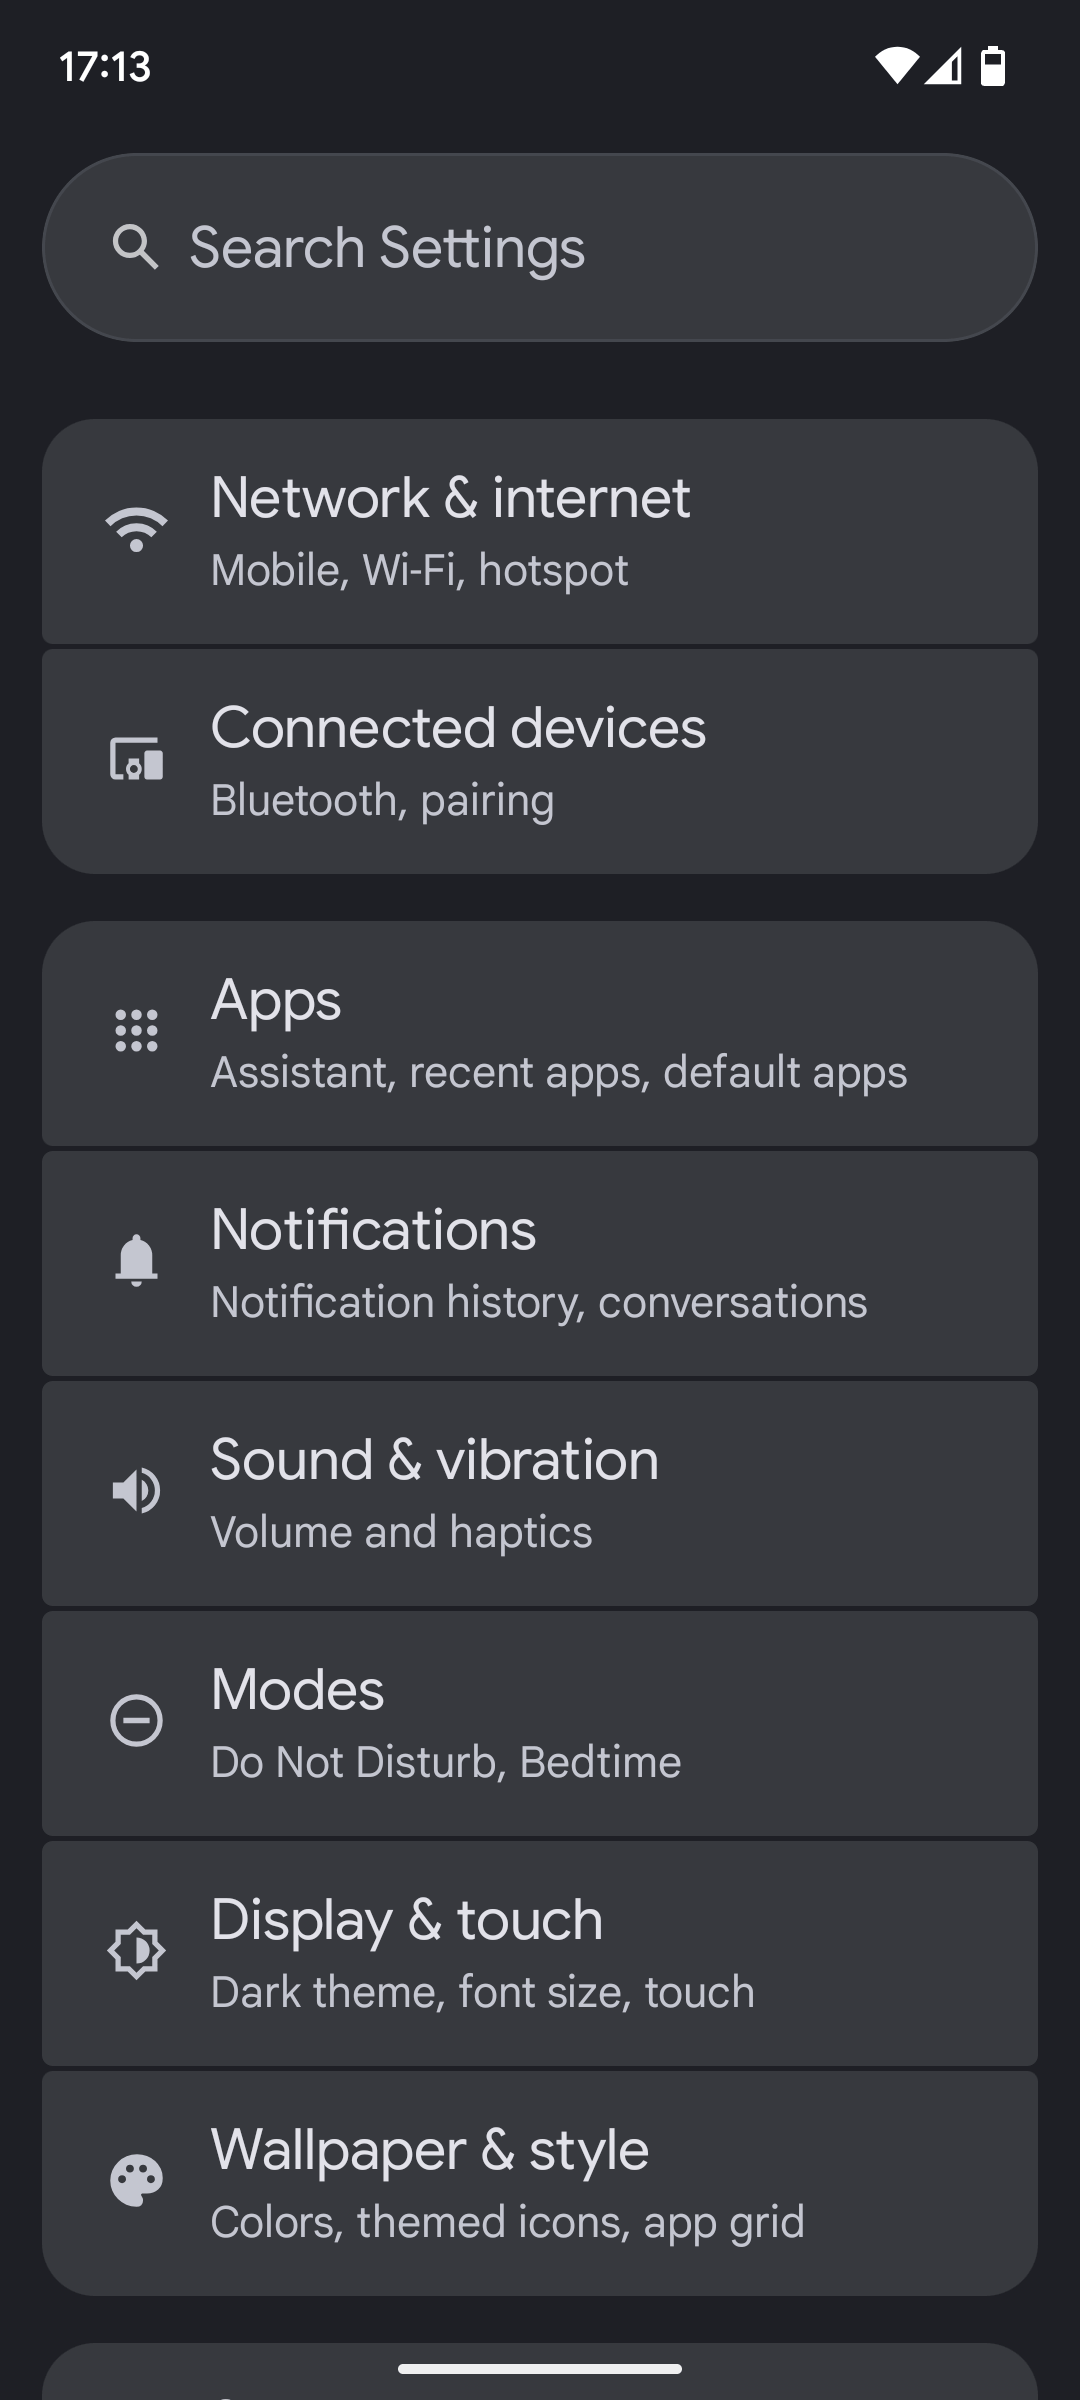 17:13
Search Settings
Network & internet
Mobile, Wi-Fi, hotspot
Connected devices
Bluetooth, pairing
Apps
Assistant, recent apps, default apps
Notifications
Notification history, conversations
Sound & vibration
Volume and haptics
Modes
Do Not Disturb, Bedtime
Display & touch
Dark theme, font size, touch
Wallpaper & style
Colors, themed icons, app grid